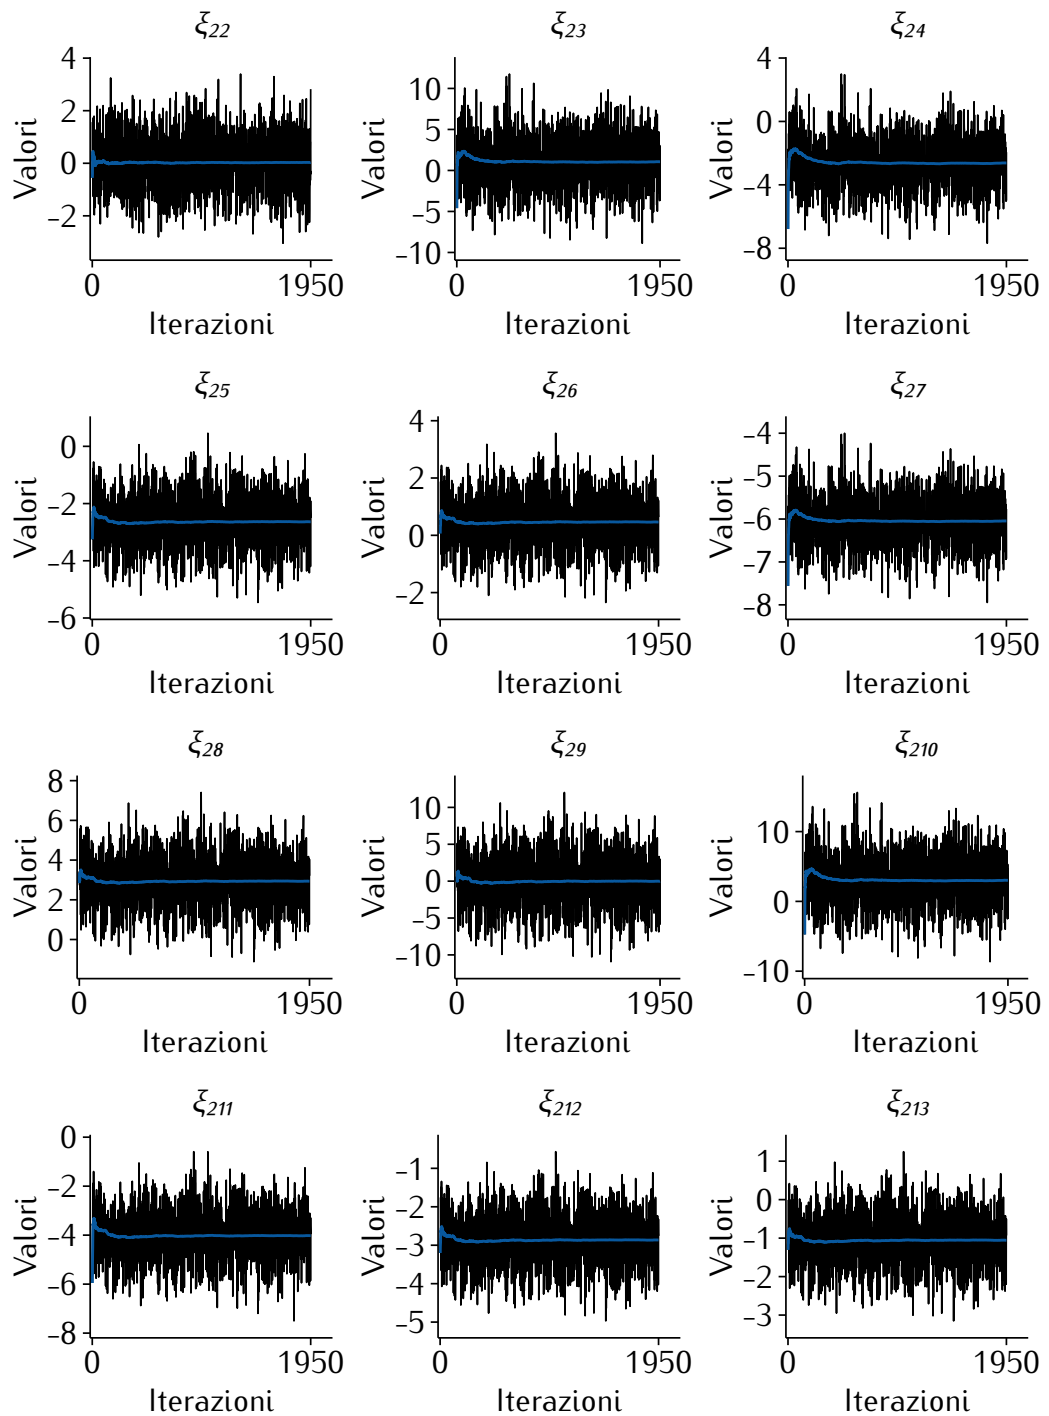 ξ22 ξ23 ξ24
4
2
0
−2
Valori
0 1950
Iterazioni
10
5
0
−5
−10
Valori
0 1950
Iterazioni
4
0
−4
−8
Valori
0 1950
Iterazioni
ξ25 ξ26 ξ27
0
−2
−4
−6
Valori
0 1950
Iterazioni
4
2
0
−2
Valori
0 1950
Iterazioni
−4
−5
−6
−7
−8
Valori
0 1950
Iterazioni
ξ28 ξ29 ξ210
8
6
4
2
0
Valori
0 1950
Iterazioni
10
5
0
−5
−10
Valori
0 1950
Iterazioni
10
0
−10
Valori
0 1950
Iterazioni
ξ211 ξ212 ξ213
0
−2
−4
−6
−8
Valori
0 1950
Iterazioni
−1
−2
−3
−4
−5
Valori
0 1950
Iterazioni
1
0
−1
−2
−3
Valori
0 1950
Iterazioni